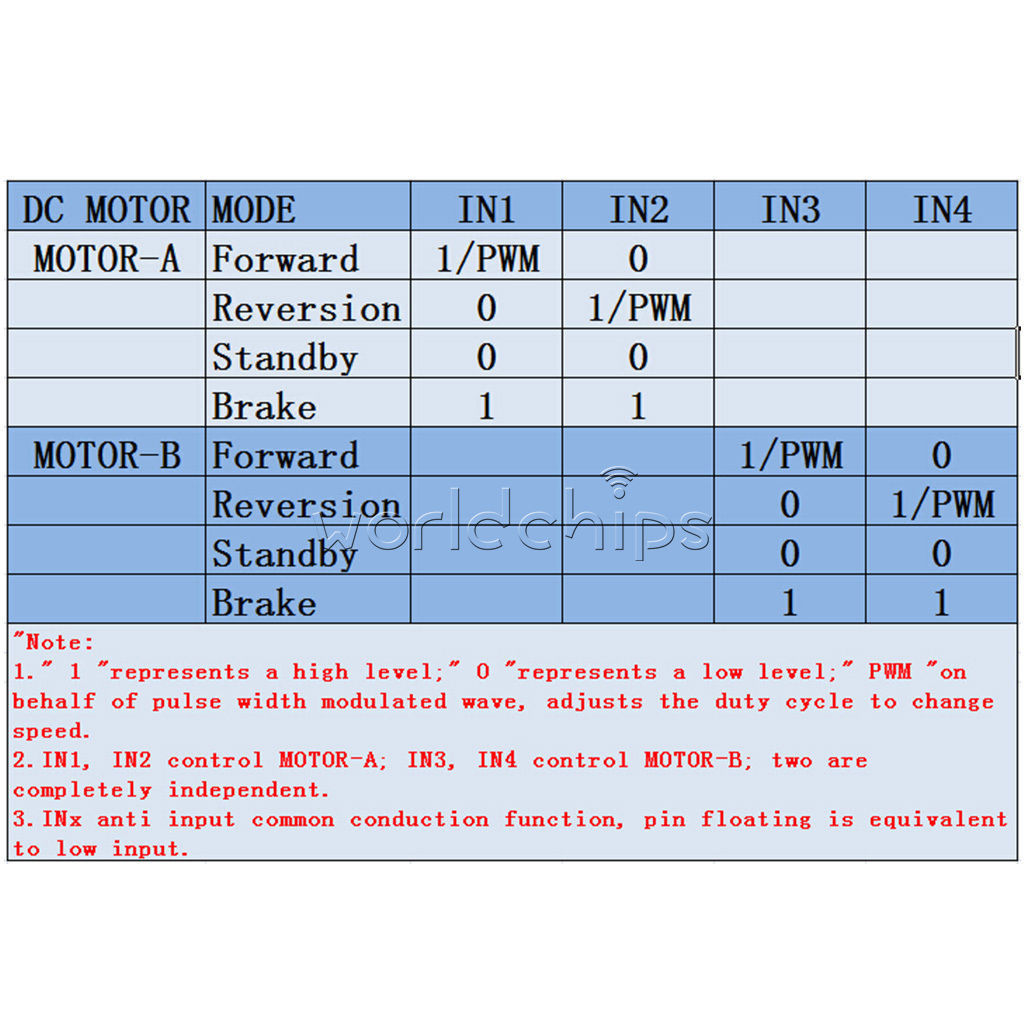 DC MOTOR MODE IN1 IN2 IN3 IN4
MOTOR-A Forward 1/PWM 0
Reversion 0 1/PWM
Standby 0 0
Brake 1 1
MOTOR-B Forward 1/PWM 0
Reversion 0 1/PWM
Standby 0 0
Brake 1 1
worldchips
"Note:
1." 1 "represents a high level;" 0 "represents a low level;" PWM "on
behalf of pulse width modulated wave, adjusts the duty cycle to change
speed.
2.IN1, IN2 control MOTOR-A; IN3, IN4 control MOTOR-B; two are
completely independent.
3.INx anti input common conduction function, pin floating is equivalent
to low input.